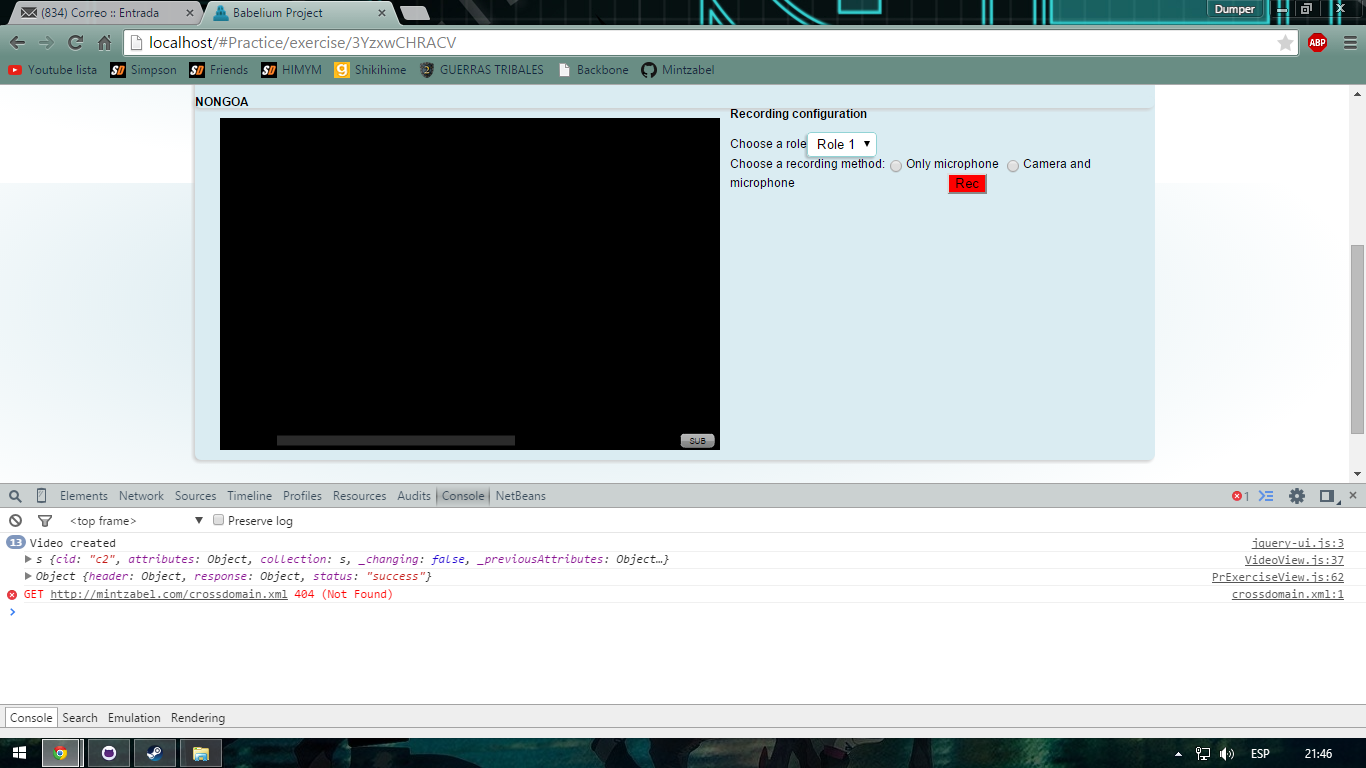 (834) Correo :: Entrada
Babelium Project
Dumper
localhost/#Practice/exercise/3YzxwCHRACV
ABP
Youtube lista
SD Simpson
SD Friends
SD HIMYM
g Shikihime
2 GUERRAS TRIBALES
Backbone
Mintzabel
NONGOA
Recording configuration
Choose a role Role 1
Choose a recording method: Only microphone Camera and
microphone Rec
SUB
Elements Network Sources Timeline Profiles Resources Audits Console NetBeans 1
<top frame> Preserve log
13 Video created jquery-ui.js:3
s {cid: "c2", attributes: Object, collection: s, _changing: false, _previousAttributes: Object…} VideoView.js:37
Object {header: Object, response: Object, status: "success"} PrExerciseView.js:62
GET http://mintzabel.com/crossdomain.xml 404 (Not Found) crossdomain.xml:1
Console Search Emulation Rendering
ESP 21:46